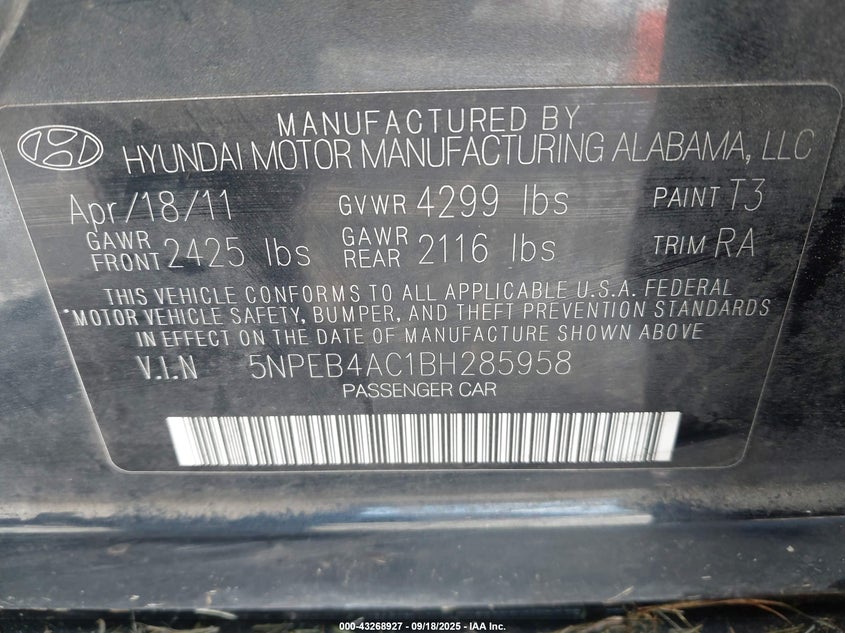 MANUFACTURED BY
HYUNDAI MOTOR MANUFACTURING ALABAMA, LLC
Apr/18/11 GVWR 4299 lbs PAINT T3
GAWR FRONT 2425 lbs GAWR REAR 2116 lbs TRIM RA
THIS VEHICLE CONFORMS TO ALL APPLICABLE U.S.A. FEDERAL
MOTOR VEHICLE SAFETY, BUMPER, AND THEFT PREVENTION STANDARDS
IN EFFECT ON THE DATE OF MANUFACTURE SHOWN ABOVE
V.I.N 5NPEB4AC1BH285958
PASSENGER CAR
000-43268927 - 09/18/2025 - IAA Inc.